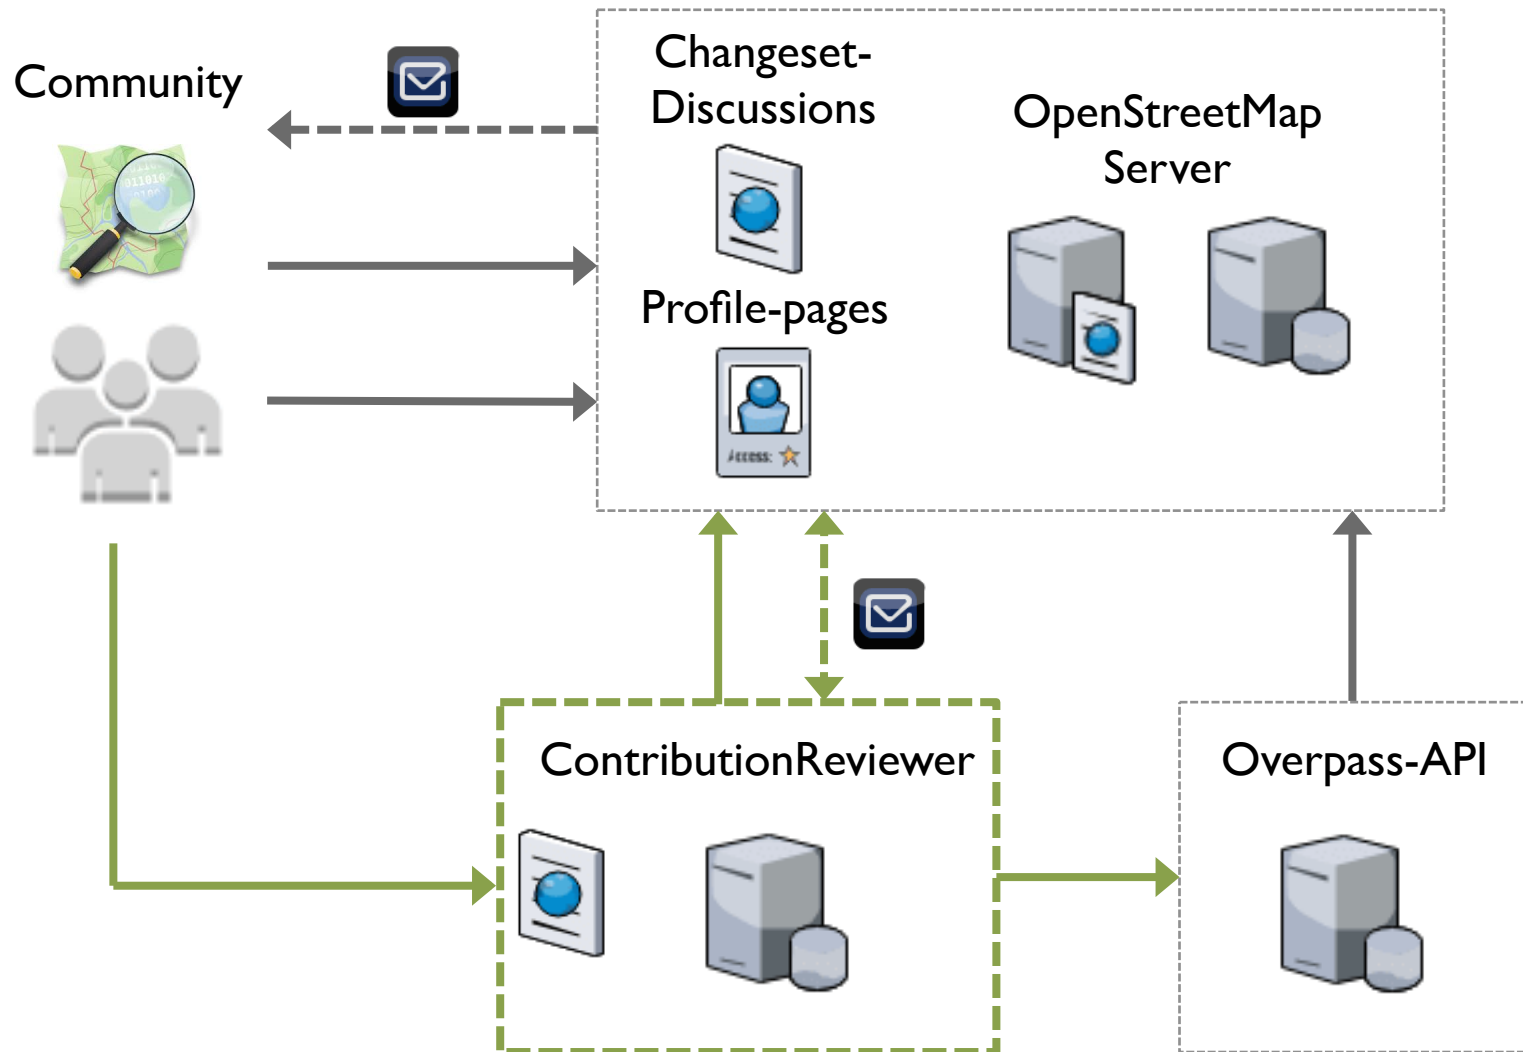 Community
Changeset-
Discussions
OpenStreetMap
Server
Profile-pages
Access:
ContributionReviewer
Overpass-API